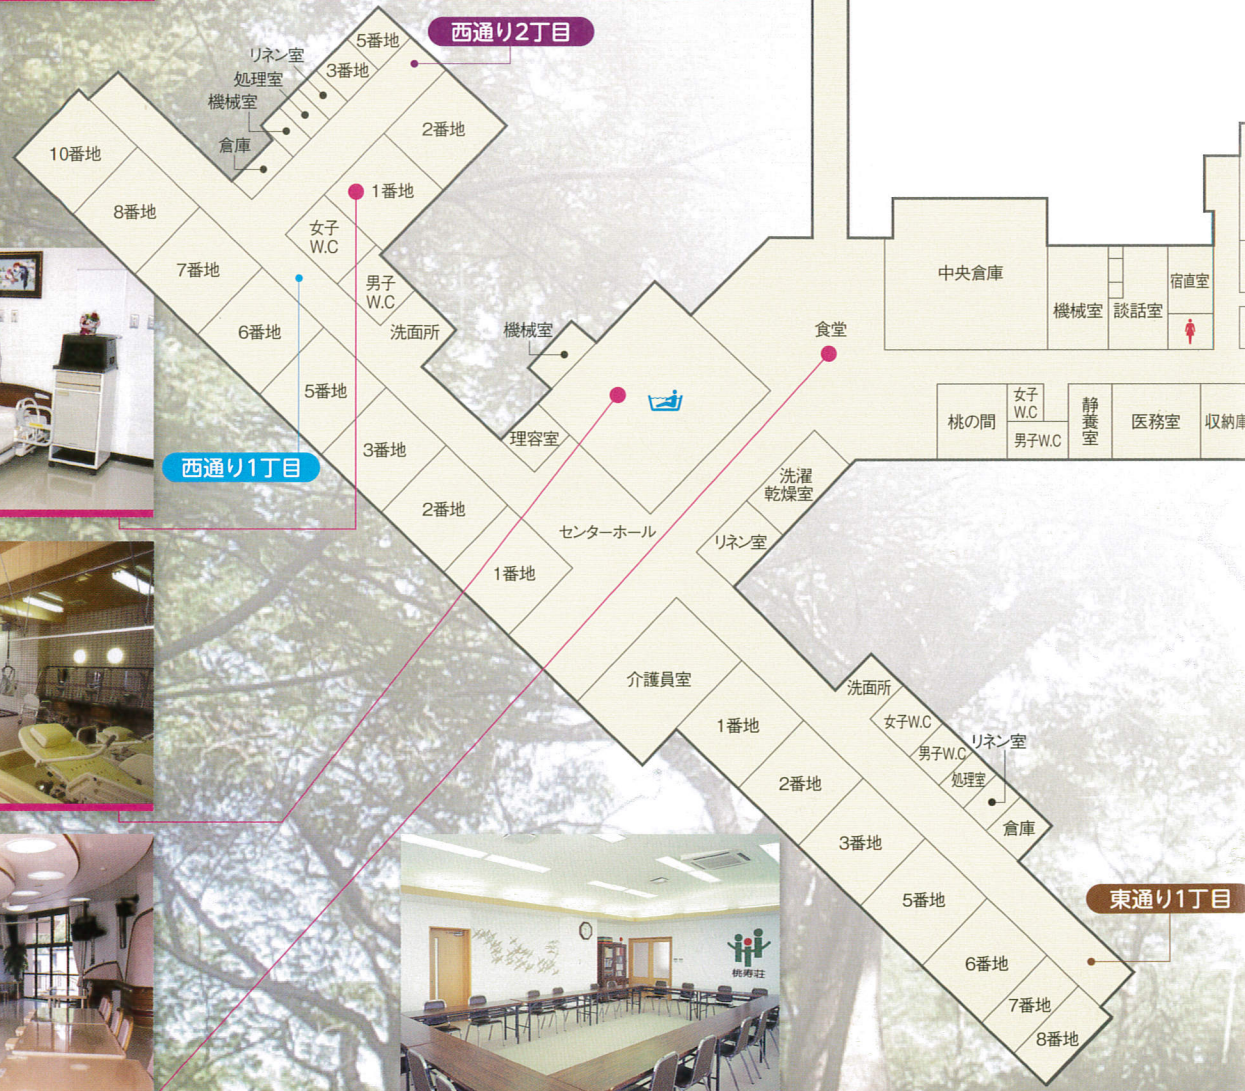 西通り2丁目
5番地
リネン室
3番地
処理室
機械室
2番地
倉庫
10番地
1番地
8番地
女子
W.C
7番地
男子
W.C
6番地
洗面所
5番地
西通り1丁目
3番地
2番地
1番地
機械室
理容室
センターホール
食堂
中央倉庫
機械室
談話室
宿直室
桃の間
女子
W.C
男子W.C
静養室
医務室
収納庫
洗濯
乾燥室
リネン室
介護員室
洗面所
1番地
女子W.C
男子W.C
リネン室
処理室
2番地
倉庫
3番地
5番地
東通り1丁目
6番地
7番地
8番地
桃寿荘